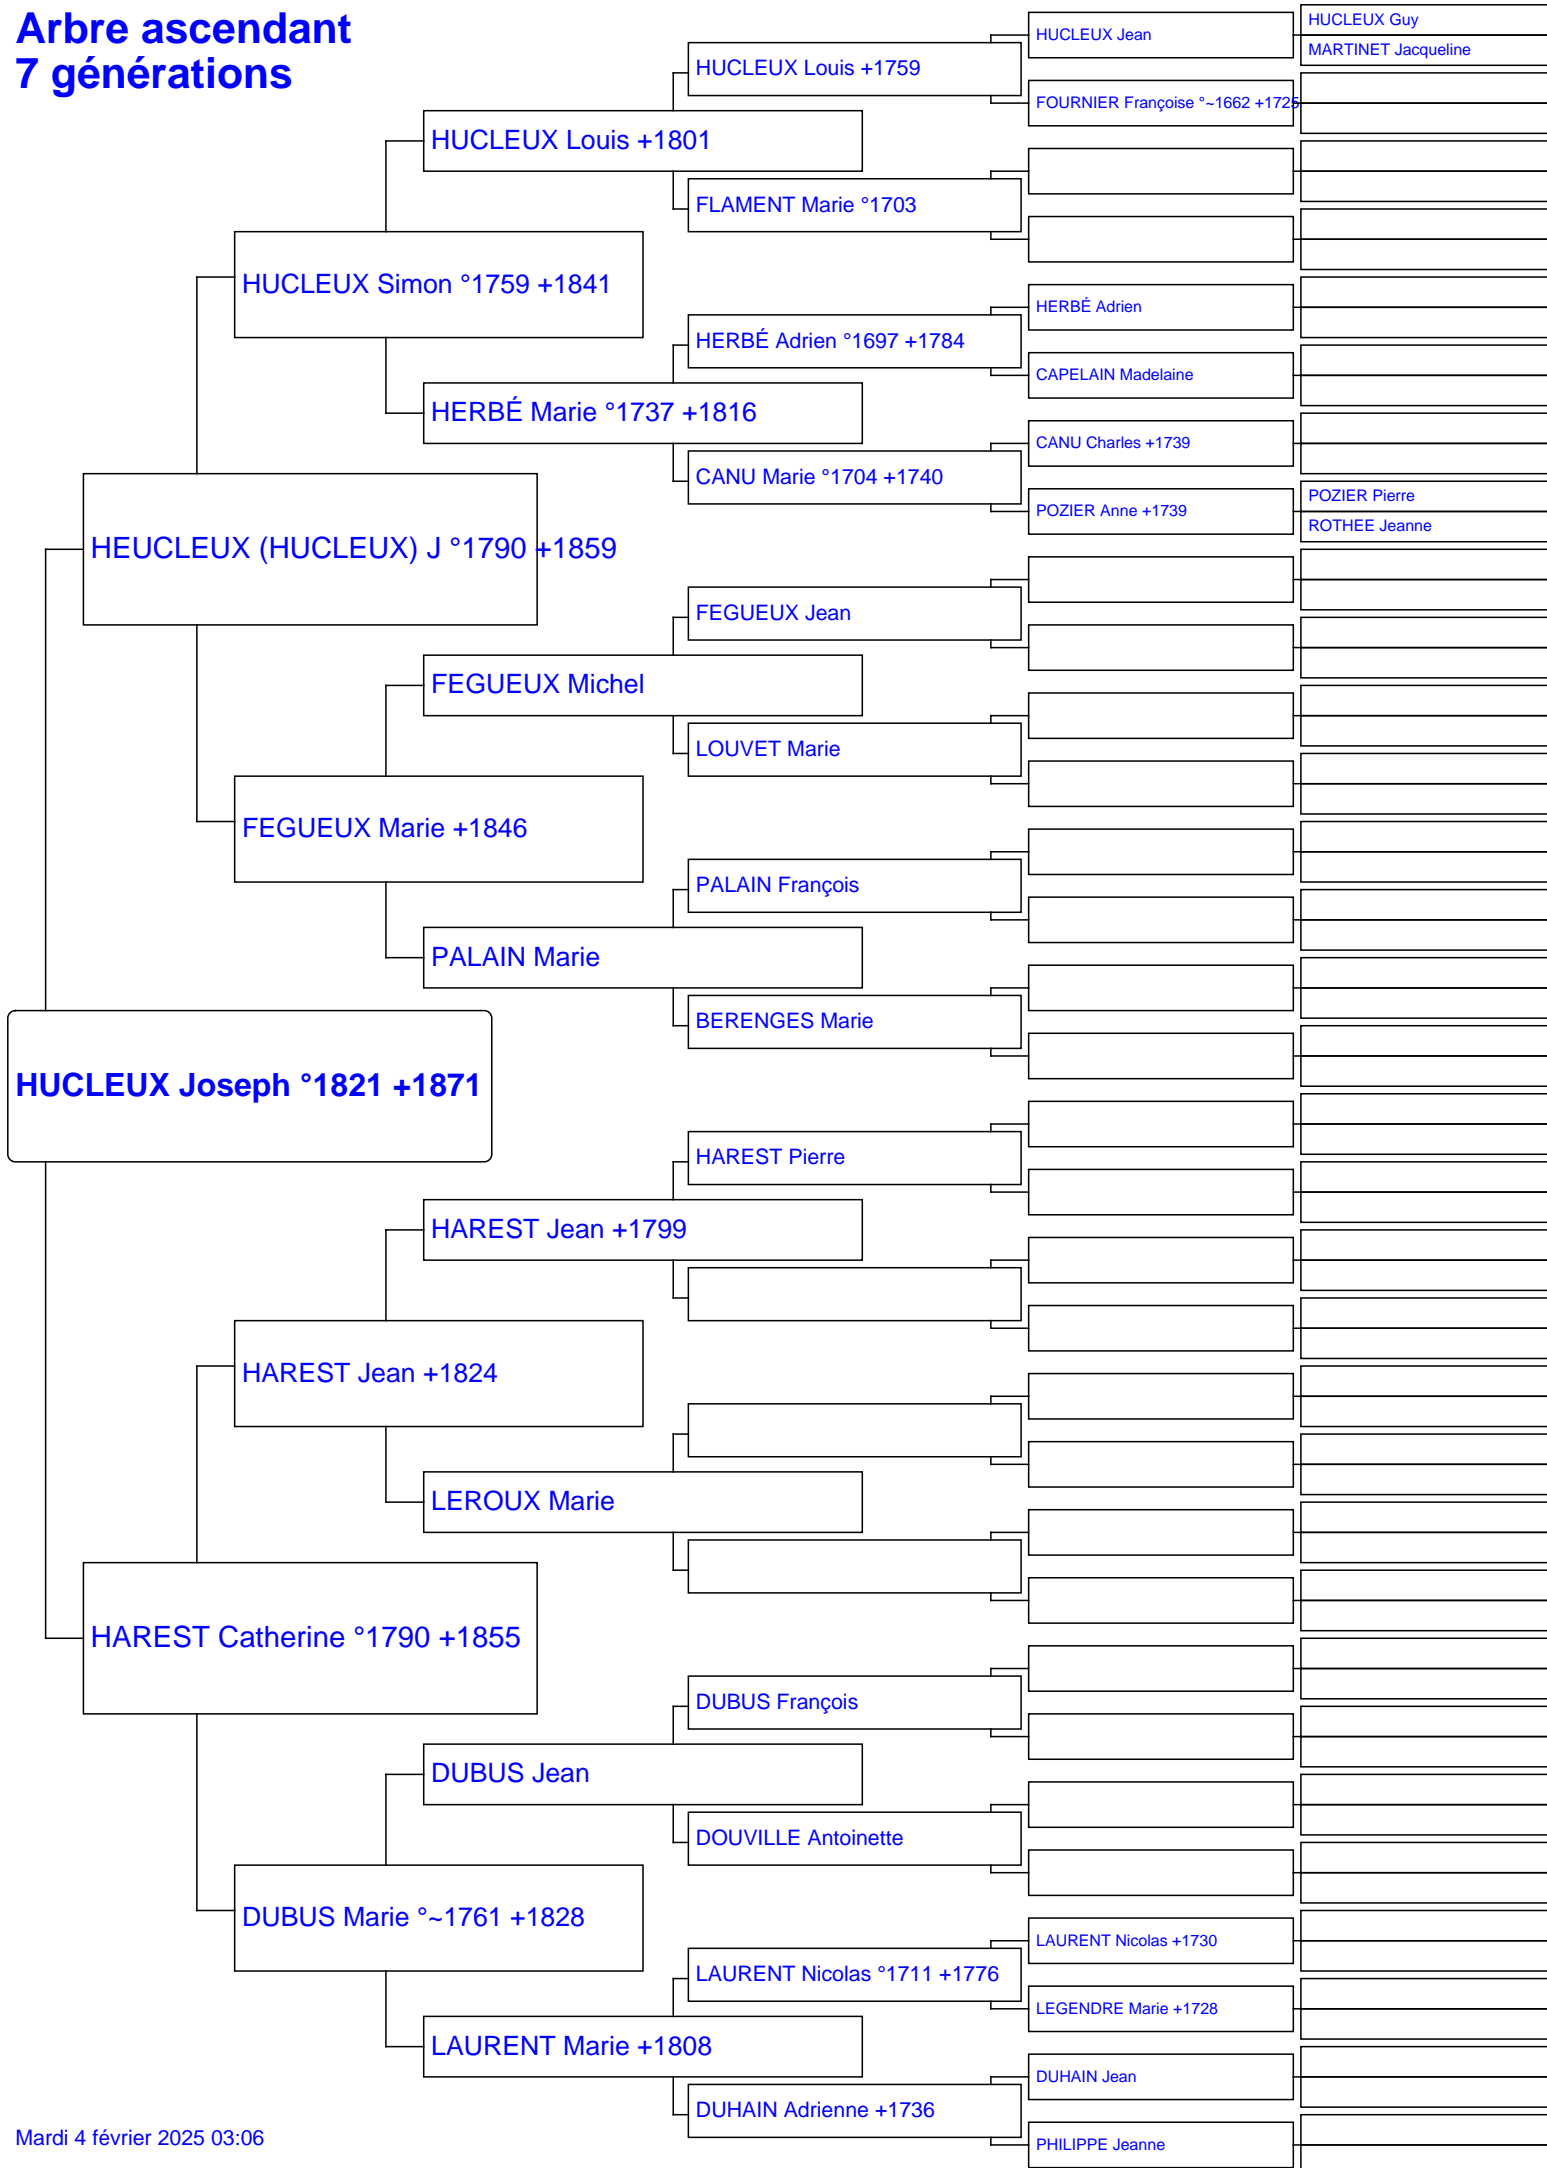 Arbre ascendant
7 générations
HUCLEUX Guy
HUCLEUX Jean
MARTINET Jacqueline
HUCLEUX Louis +1759
FOURNIER Françoise °~1662 +1725
HUCLEUX Louis +1801
FLAMENT Marie °1703
HUCLEUX Simon °1759 +1841
HERBÉ Adrien
HERBÉ Adrien °1697 +1784
CAPELAIN Madelaine
HERBÉ Marie °1737 +1816
CANU Charles +1739
CANU Marie °1704 +1740
POZIER Pierre
POZIER Anne +1739
ROTHEE Jeanne
HEUCLEUX (HUCLEUX) J °1790 +1859
FEGUEUX Jean
FEGUEUX Michel
LOUVET Marie
FEGUEUX Marie +1846
PALAIN François
PALAIN Marie
BERENGES Marie
HUCLEUX Joseph °1821 +1871
HAREST Pierre
HAREST Jean +1799
HAREST Jean +1824
LEROUX Marie
HAREST Catherine °1790 +1855
DUBUS François
DUBUS Jean
DOUVILLE Antoinette
DUBUS Marie °~1761 +1828
LAURENT Nicolas +1730
LAURENT Nicolas °1711 +1776
LEGENDRE Marie +1728
LAURENT Marie +1808
DUHAIN Jean
DUHAIN Adrienne +1736
PHILIPPE Jeanne
Mardi 4 février 2025 03:06